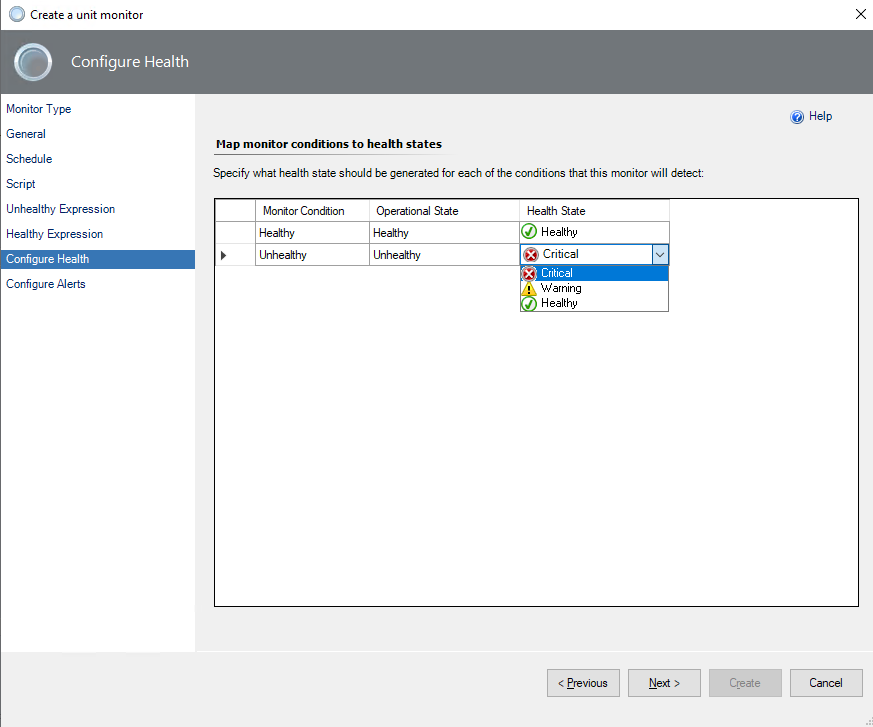 Create a unit monitor
Configure Health
Monitor Type
General
Schedule
Script
Unhealthy Expression
Healthy Expression
Configure Health
Configure Alerts
Help
Map monitor conditions to health states
Specify what health state should be generated for each of the conditions that this monitor will detect:
Monitor Condition Operational State Health State
Healthy Healthy Healthy
Unhealthy Unhealthy Critical
Critical
Warning
Healthy
< Previous Next > Create Cancel